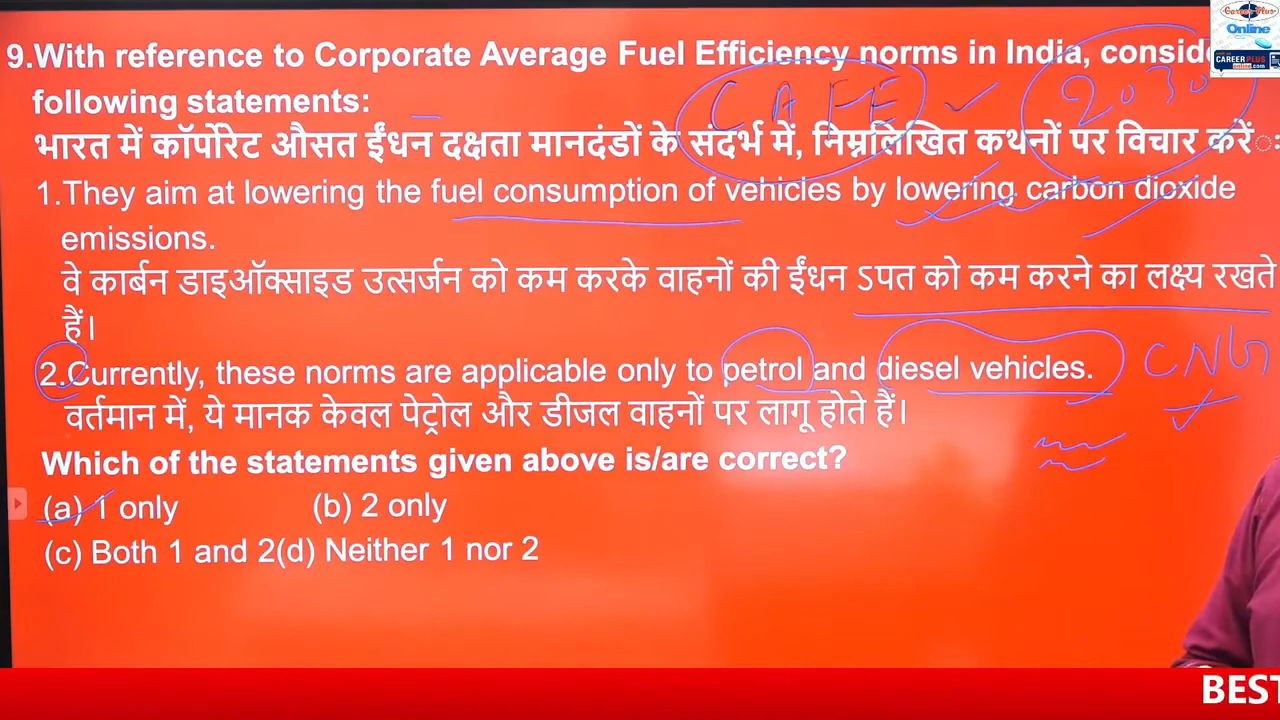 Career Plus
Online
CAREER PLUS
online.com
9.With reference to Corporate Average Fuel Efficiency norms in India, conside
following statements:
CAFE 2030
भारत में कॉर्पोरेट औसत ईंधन दक्षता मानदंडों के संदर्भ में, निम्नलिखित कथनों पर विचार करेंः
1.They aim at lowering the fuel consumption of vehicles by lowering carbon dioxide
emissions.
वे कार्बन डाइऑक्साइड उत्सर्जन को कम करके वाहनों की ईंधन ऽपत को कम करने का लक्ष्य रखते
हैं।
2.Currently, these norms are applicable only to petrol and diesel vehicles.
CNG
वर्तमान में, ये मानक केवल पेट्रोल और डीजल वाहनों पर लागू होते हैं।
Which of the statements given above is/are correct?
(a) 1 only (b) 2 only
(c) Both 1 and 2(d) Neither 1 nor 2
BEST